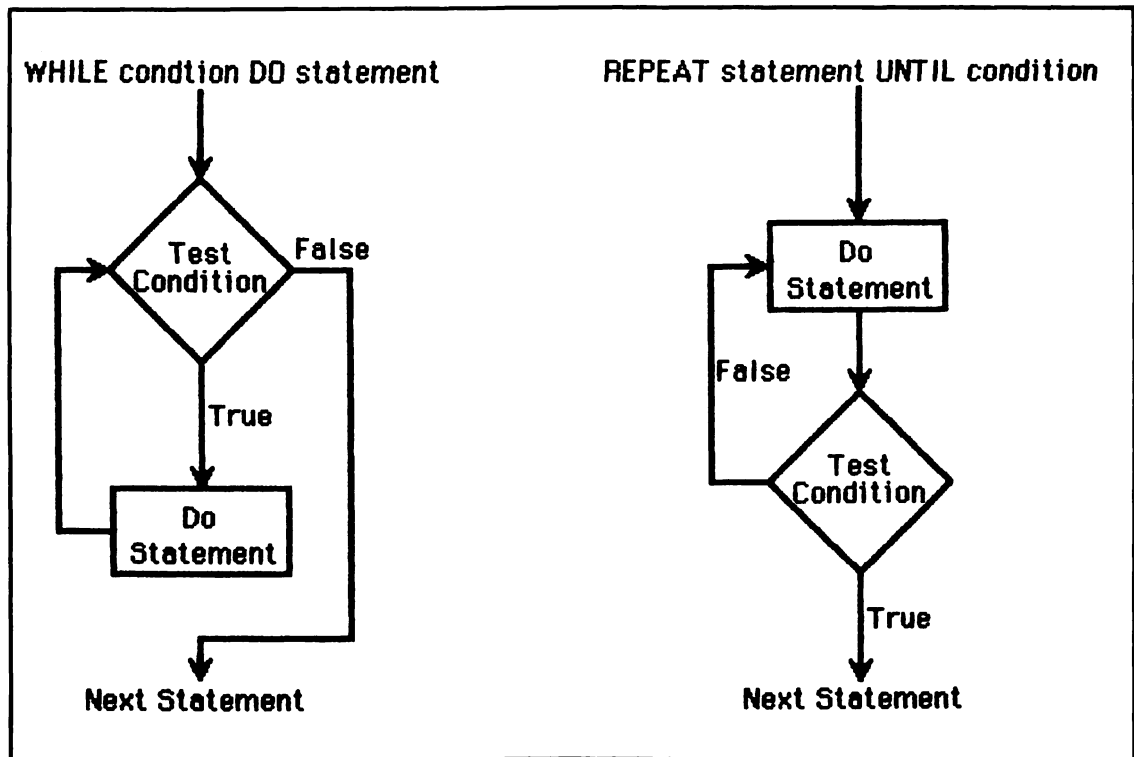 WHILE condtion DO statement
Test
Condition
False
True
Do
Statement
Next Statement
REPEAT statement UNTIL condition
Do
Statement
False
Test
Condition
True
Next Statement